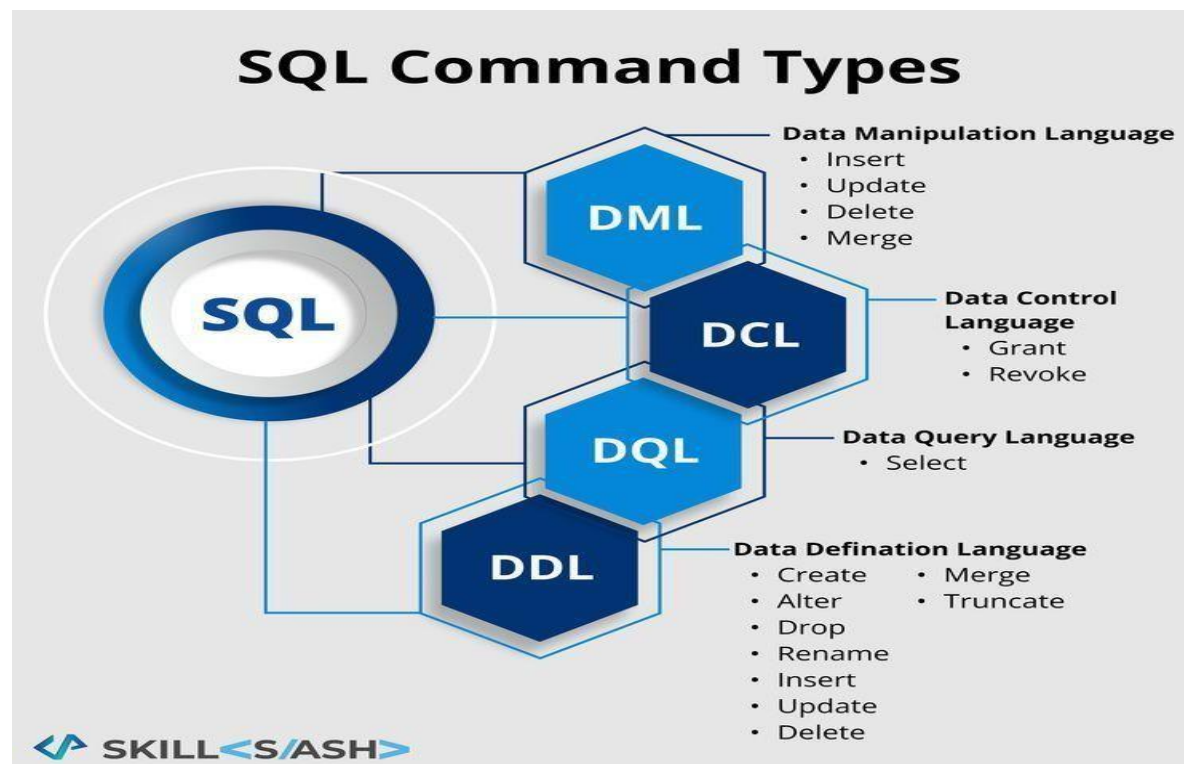 SQL Command Types
SQL
DML
Data Manipulation Language
• Insert
• Update
• Delete
• Merge
DCL
Data Control
Language
• Grant
• Revoke
DQL
Data Query Language
• Select
DDL
Data Defination Language
• Create
• Alter
• Drop
• Rename
• Insert
• Update
• Delete
• Merge
• Truncate
</> SKILL<S/ASH>